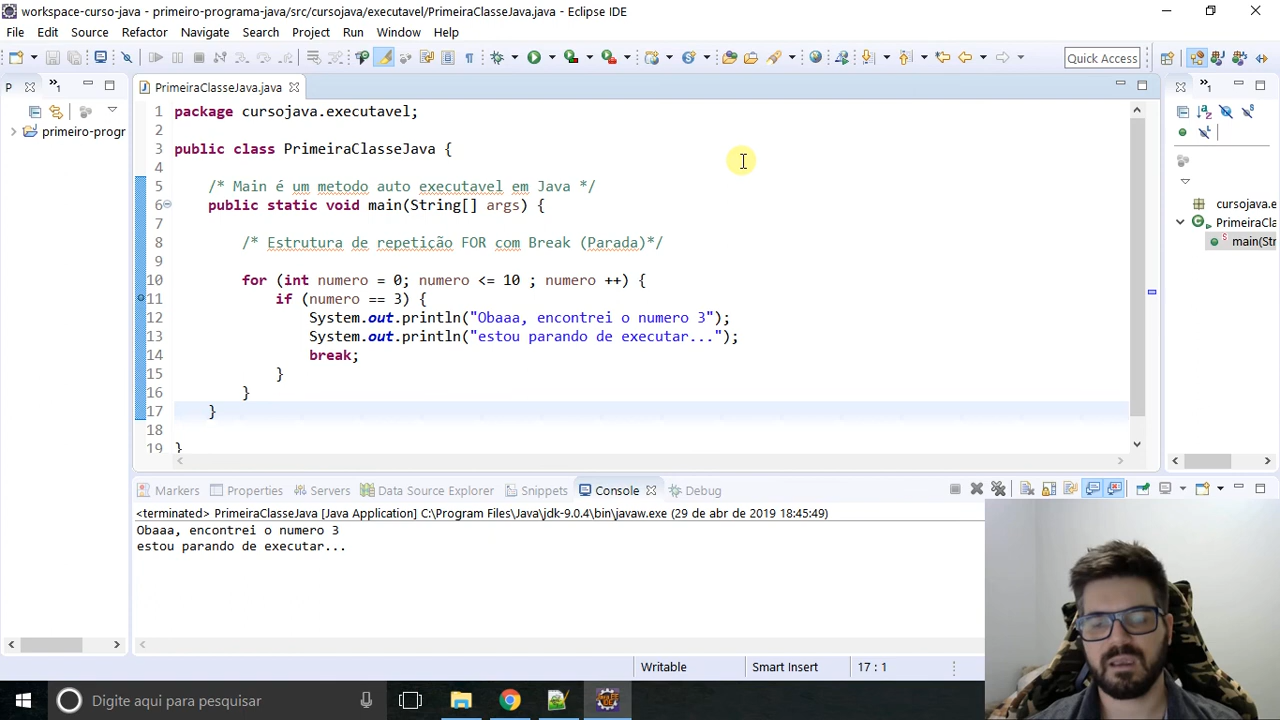 workspace-curso-java - primeiro-programa-java/src/cursojava/executavel/PrimeiraClasseJava.java - Eclipse IDE
File Edit Source Refactor Navigate Search Project Run Window Help
Quick Access
P
1
PrimeiraClasseJava.java
1
primeiro-progr
1 package cursojava.executavel;
2
3 public class PrimeiraClasseJava {
4
5 /* Main é um metodo auto executavel em Java */
6 public static void main(String[] args) {
7
8 /* Estrutura de repetição FOR com Break (Parada)*/
9
10 for (int numero = 0; numero <= 10 ; numero ++) {
11 if (numero == 3) {
12 System.out.println("Obaaa, encontrei o numero 3");
13 System.out.println("estou parando de executar...");
14 break;
15 }
16 }
17 }
18
19 }
cursojava.e
PrimeiraCl
main(Str
Markers Properties Servers Data Source Explorer Snippets Console Debug
<terminated> PrimeiraClasseJava [Java Application] C:\Program Files\Java\jdk-9.0.4\bin\javaw.exe (29 de abr de 2019 18:45:49)
Obaaa, encontrei o numero 3
estou parando de executar...
Writable Smart Insert 17 : 1
Digite aqui para pesquisar